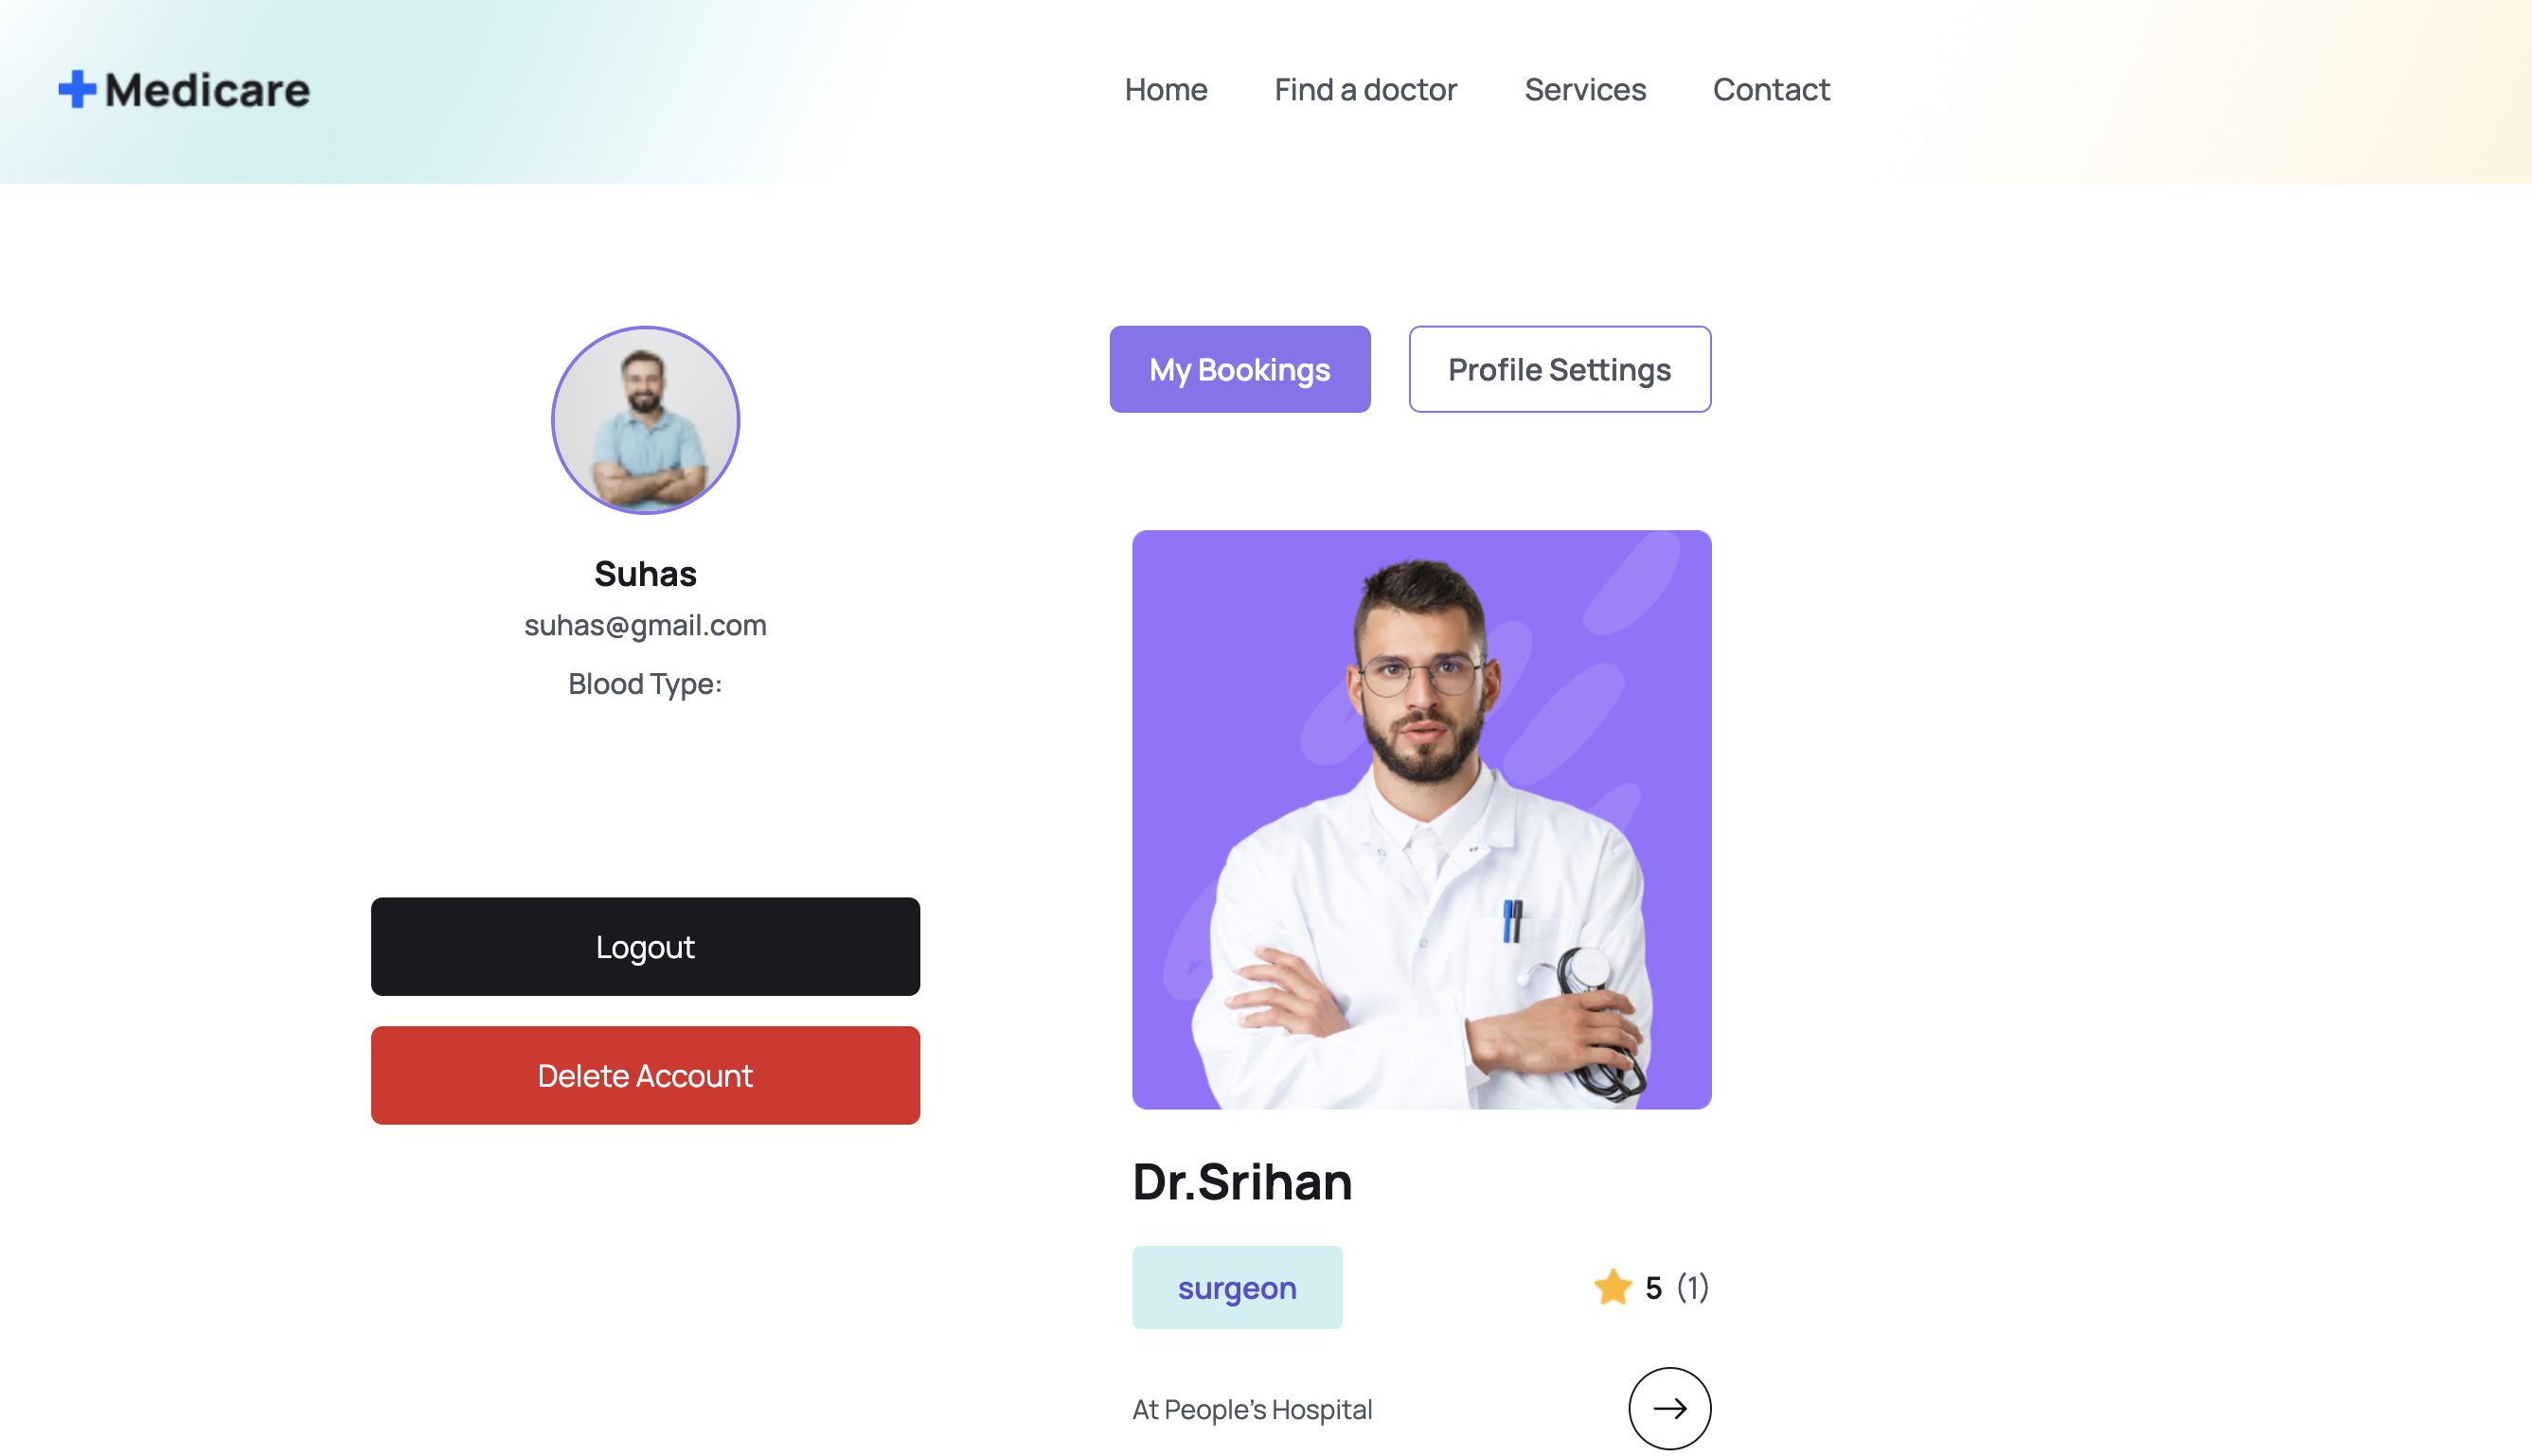 Medicare
Home Find a doctor Services Contact
Suhas
suhas@gmail.com
Blood Type:
Logout
Delete Account
My Bookings Profile Settings
Dr.Srihan
surgeon
5 (1)
At People's Hospital